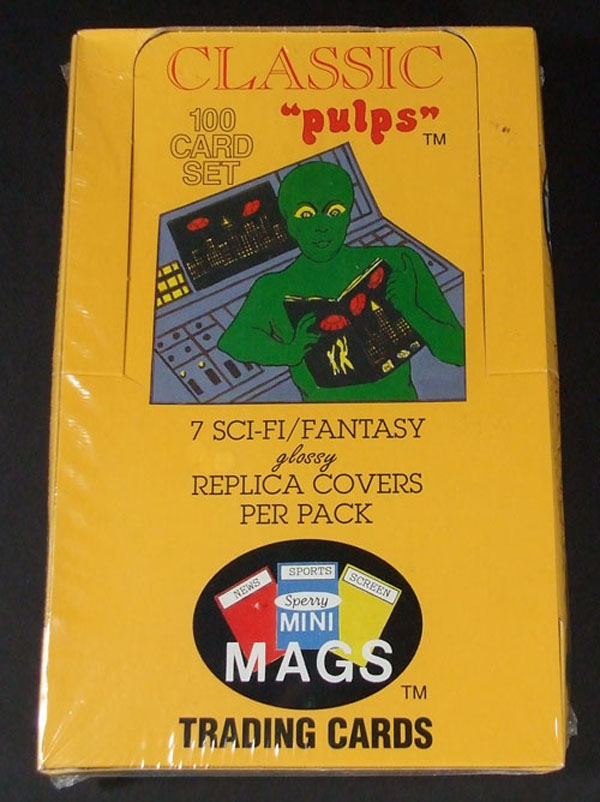 CLASSIC
"pulps" TM
100
CARD
SET
7 SCI-FI/FANTASY
glossy
REPLICA COVERS
PER PACK
NEWS
SPORTS
SCREEN
Sperry
MINI
MAGS TM
TRADING CARDS